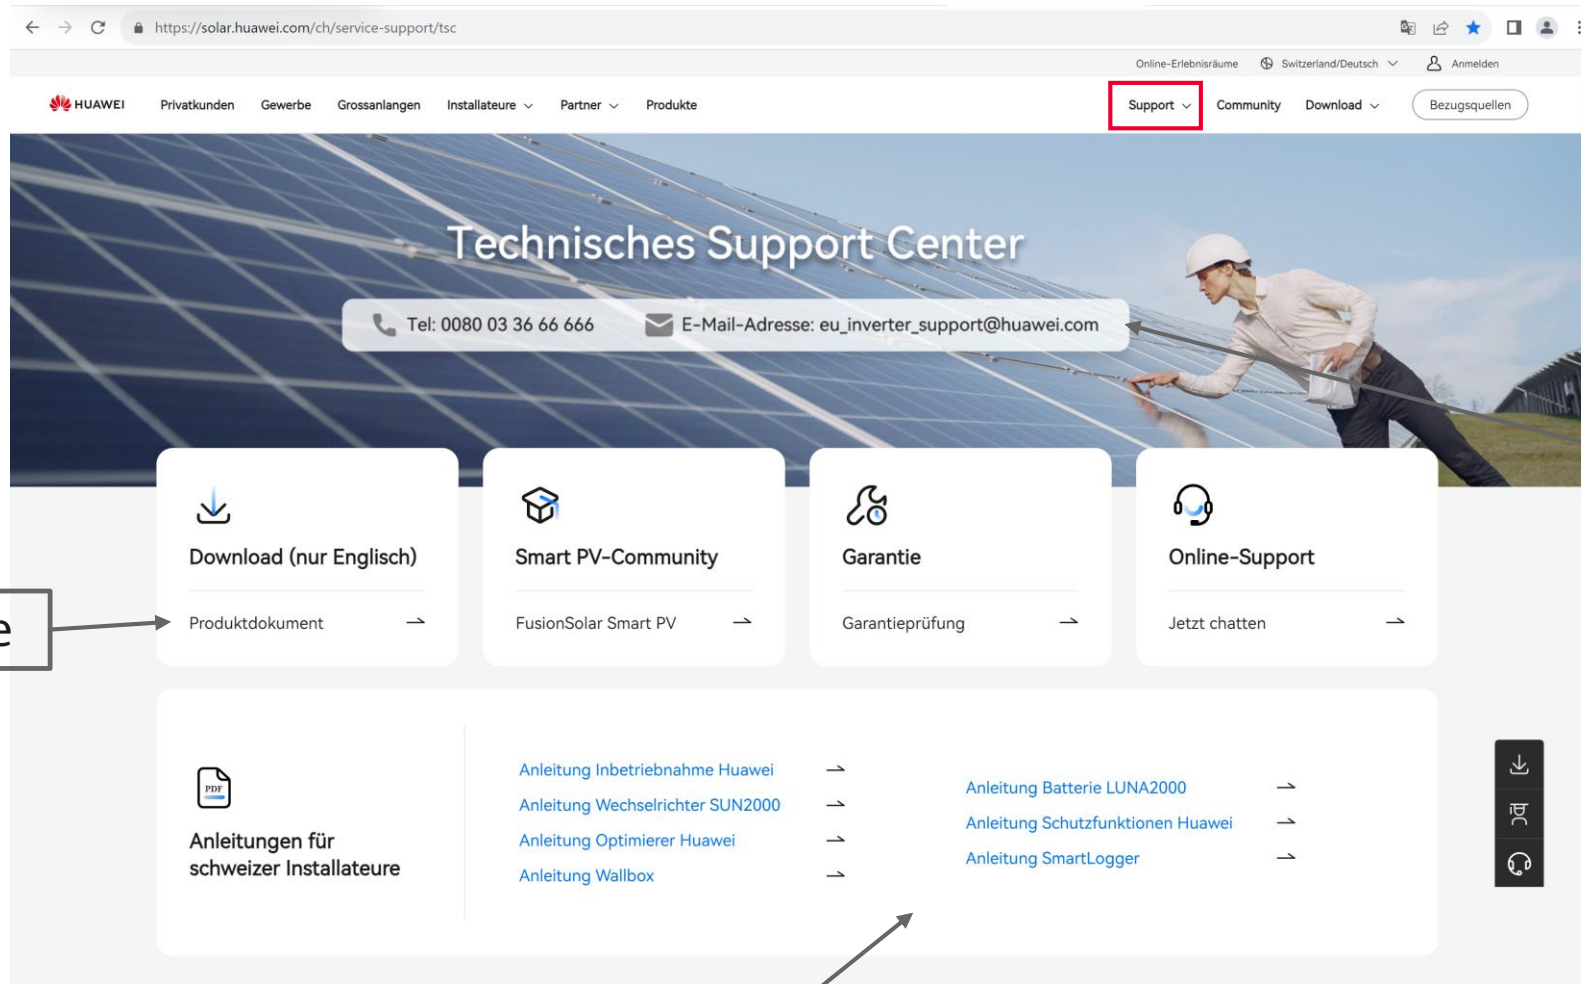 https://solar.huawei.com/ch/service-support/tsc
Online-Erlebnisräume Switzerland/Deutsch Anmelden
HUAWEI Privatkunden Gewerbe Grossanlangen Installateure Partner Produkte Support Community Download Bezugsquellen
Technisches Support Center
Tel: 0080 03 36 66 666 E-Mail-Adresse: eu_inverter_support@huawei.com
Download (nur Englisch)
Produktdokument
Smart PV-Community
FusionSolar Smart PV
Garantie
Garantieprüfung
Online-Support
Jetzt chatten
e
PDF
Anleitungen für
schweizer Installateure
Anleitung Inbetriebnahme Huawei
Anleitung Wechselrichter SUN2000
Anleitung Optimierer Huawei
Anleitung Wallbox
Anleitung Batterie LUNA2000
Anleitung Schutzfunktionen Huawei
Anleitung SmartLogger